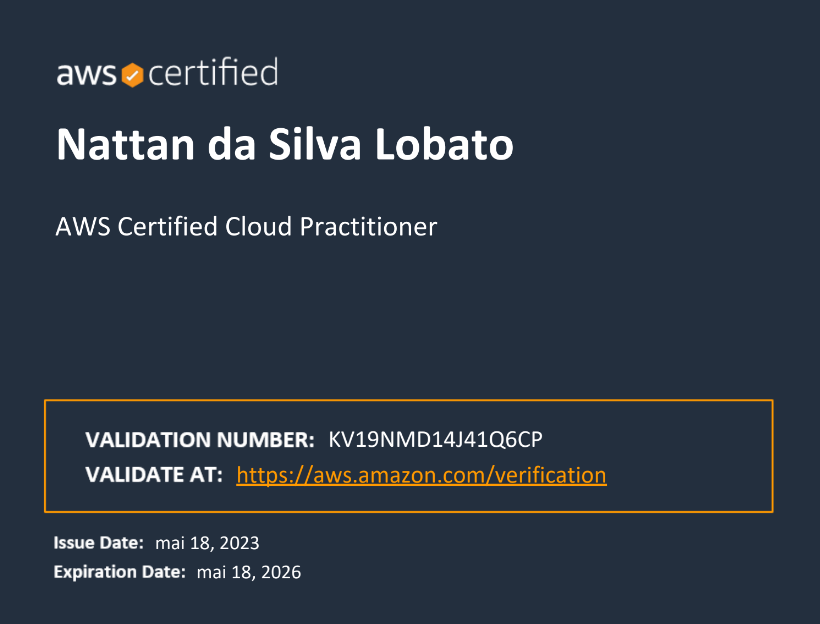 aws certified
Nattan da Silva Lobato
AWS Certified Cloud Practitioner
VALIDATION NUMBER: KV19NMD14J41Q6CP
VALIDATE AT: https://aws.amazon.com/verification
Issue Date: mai 18, 2023
Expiration Date: mai 18, 2026